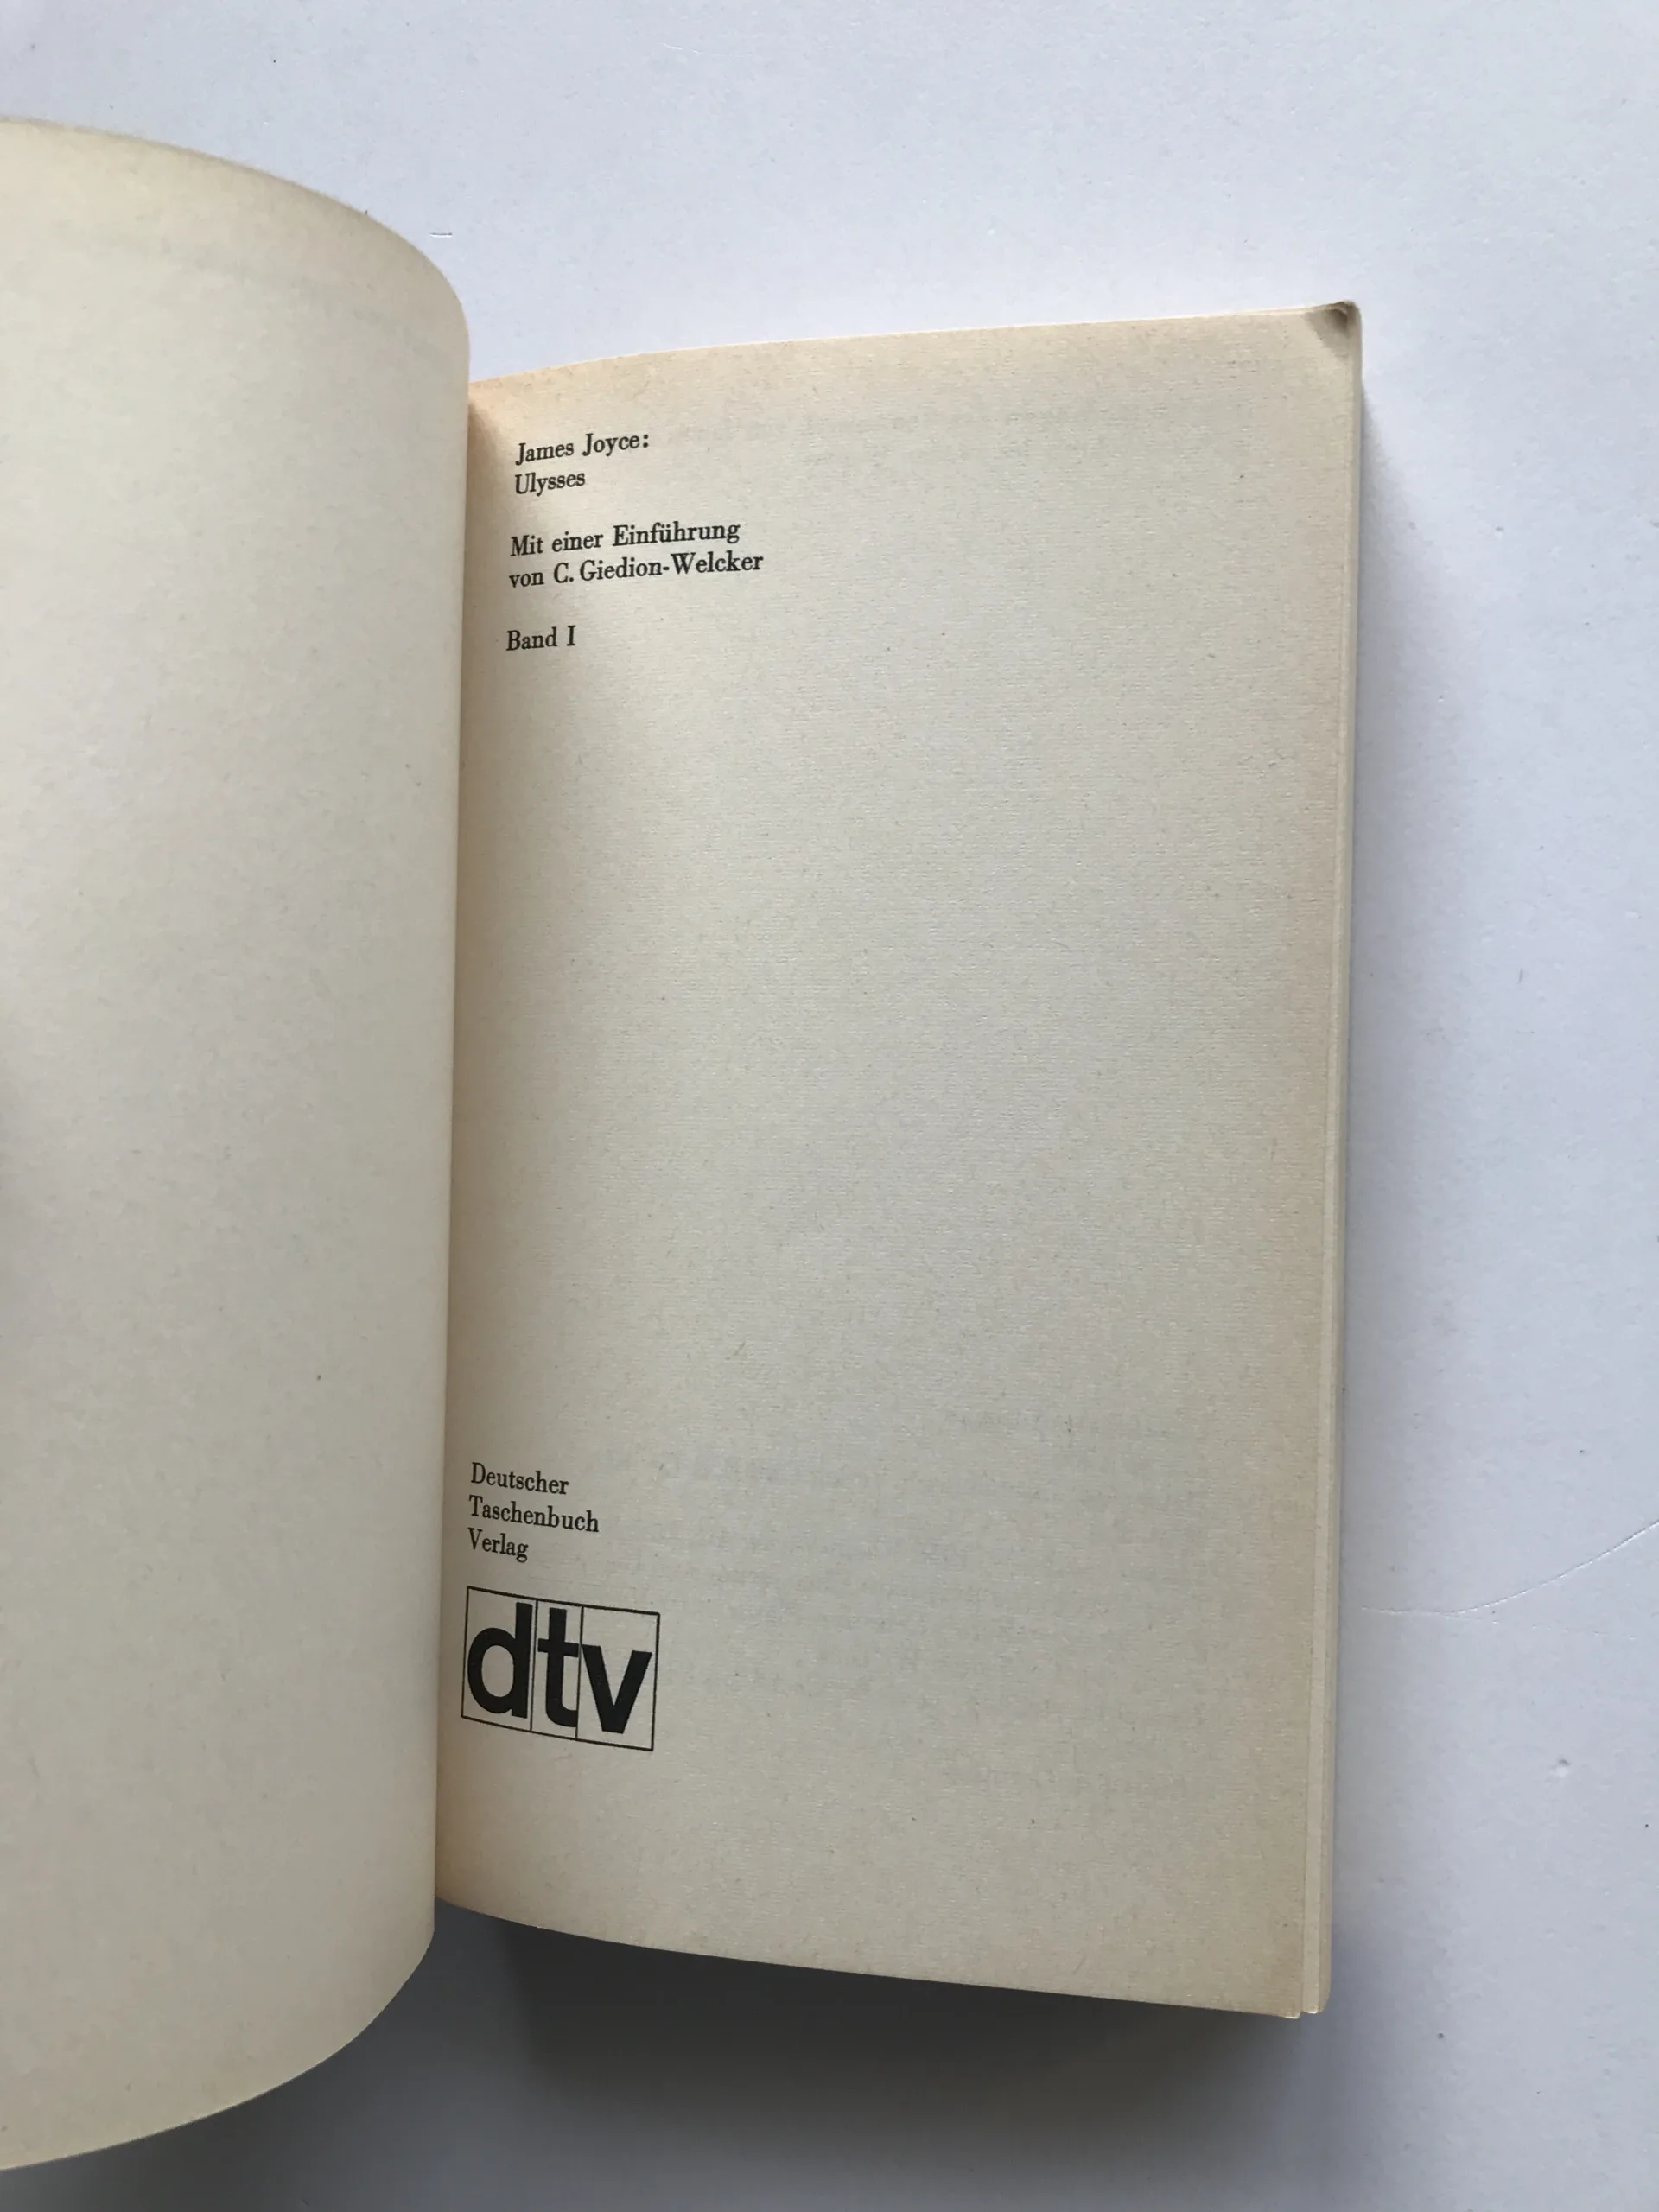 James Joyce:
Ulysses
Mit einer Einführung
von C. Giedion-Welcker
Band I
Deutscher
Taschenbuch
Verlag
dtv